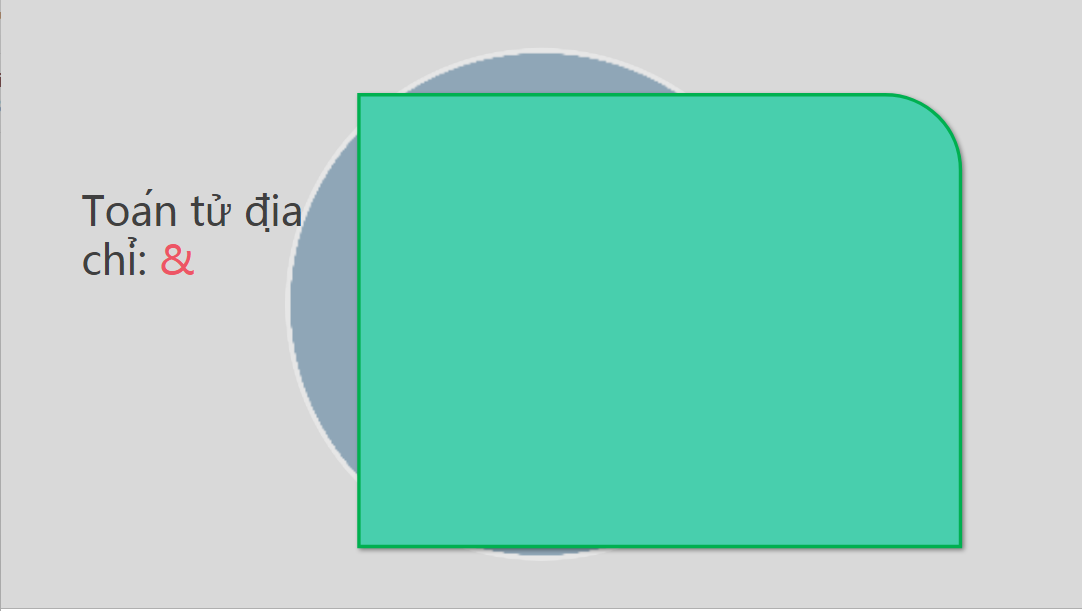 Toán tử địa
chỉ: &